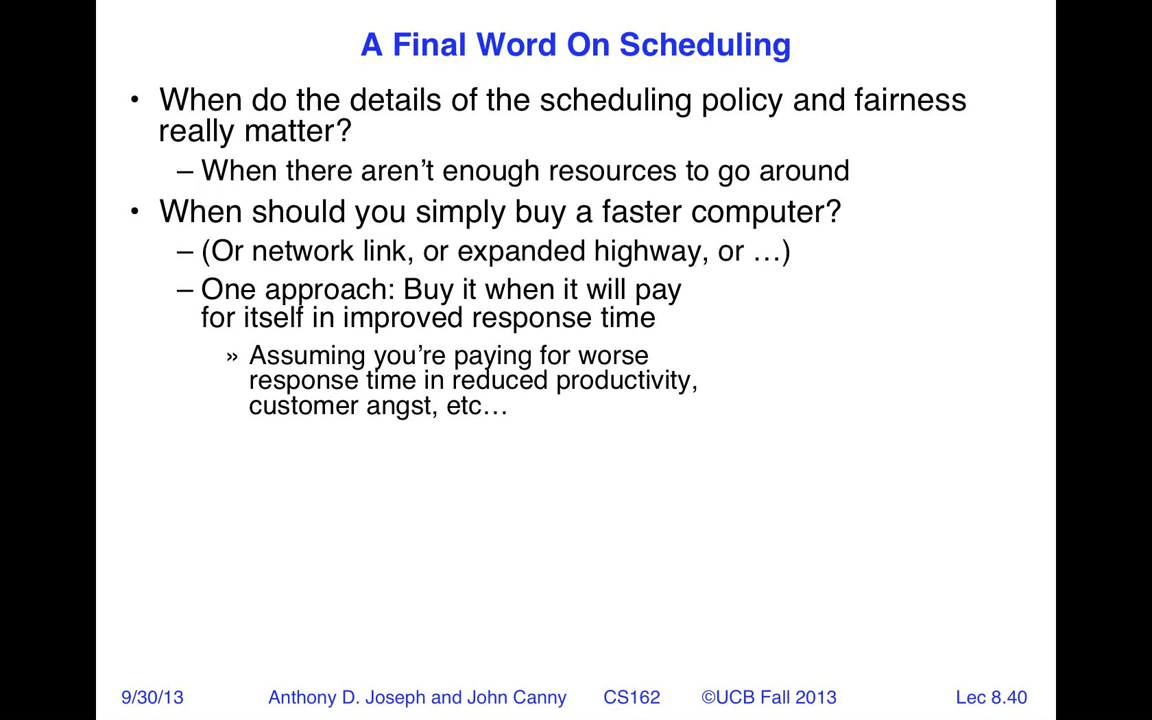 A Final Word On Scheduling
• When do the details of the scheduling policy and fairness
really matter?
– When there aren’t enough resources to go around
• When should you simply buy a faster computer?
– (Or network link, or expanded highway, or …)
– One approach: Buy it when it will pay
for itself in improved response time
» Assuming you’re paying for worse
response time in reduced productivity,
customer angst, etc…
9/30/13 Anthony D. Joseph and John Canny CS162 ©UCB Fall 2013 Lec 8.40